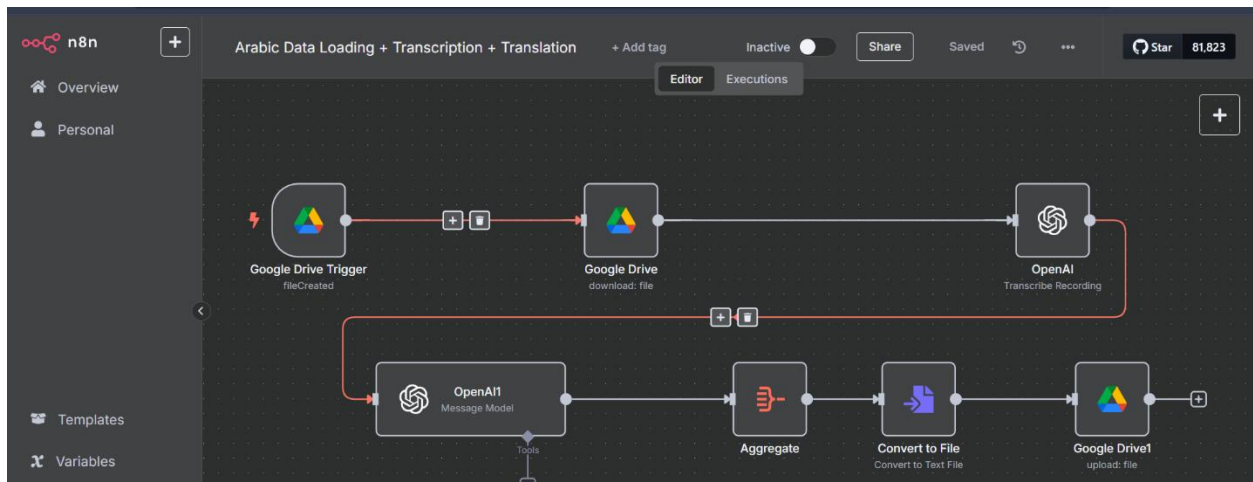 n8n
Arabic Data Loading + Transcription + Translation
+ Add tag
Inactive
Share
Saved
Star 81,823
Editor
Executions
Overview
Personal
Google Drive Trigger
fileCreated
Google Drive
download: file
OpenAI
Transcribe Recording
OpenAI1
Message Model
Tools
Aggregate
Convert to File
Convert to Text File
Google Drive1
upload: file
Templates
Variables